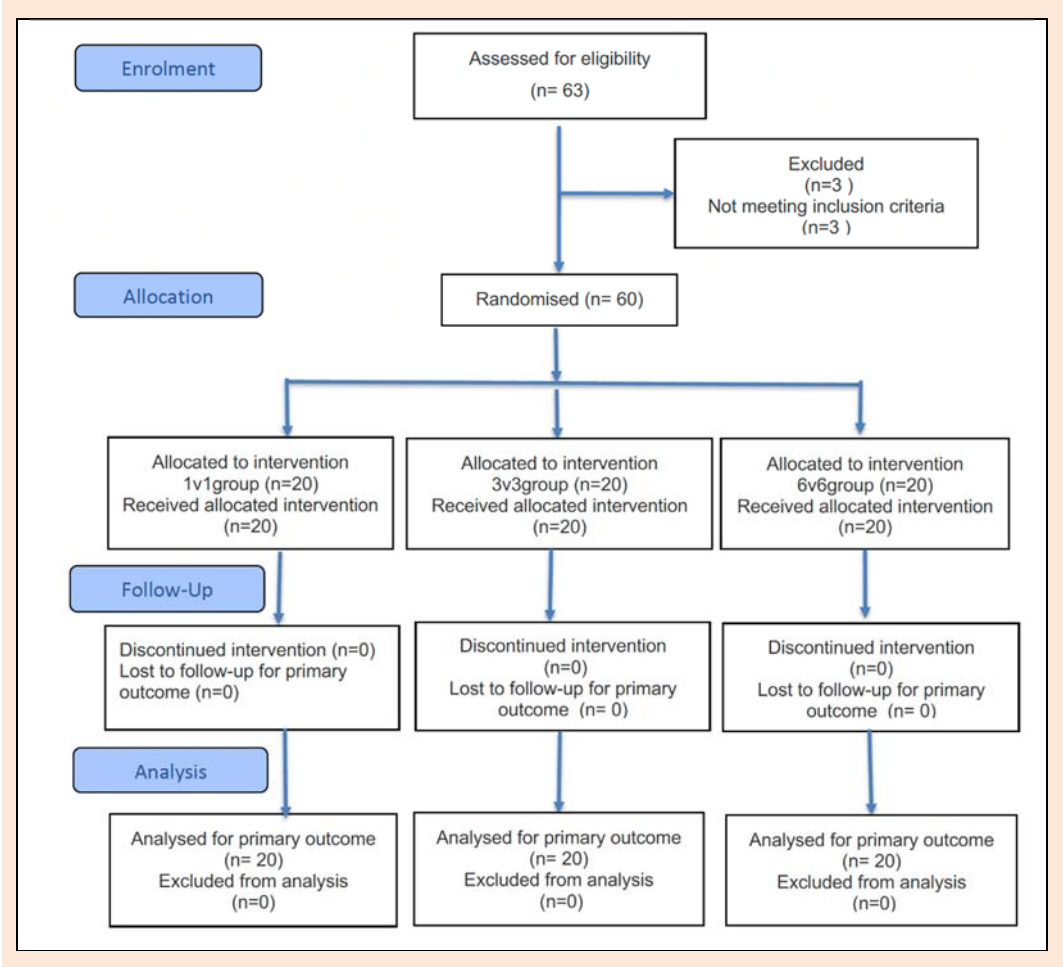 Enrolment
Assessed for eligibility
(n= 63)
Excluded
(n=3 )
Not meeting inclusion criteria
(n=3 )
Allocation
Randomised (n= 60)
Allocated to intervention
1v1group (n=20)
Received allocated intervention
(n=20)
Allocated to intervention
3v3group (n=20)
Received allocated intervention
(n=20)
Allocated to intervention
6v6group (n=20)
Received allocated intervention
(n=20)
Follow-Up
Discontinued intervention (n=0)
Lost to follow-up for primary
outcome (n=0)
Discontinued intervention
(n=0)
Lost to follow-up for primary
outcome (n= 0)
Discontinued intervention
(n=0)
Lost to follow-up for primary
outcome (n= 0)
Analysis
Analysed for primary outcome
(n= 20)
Excluded from analysis
(n=0)
Analysed for primary outcome
(n= 20)
Excluded from analysis
(n=0)
Analysed for primary outcome
(n= 20)
Excluded from analysis
(n=0)